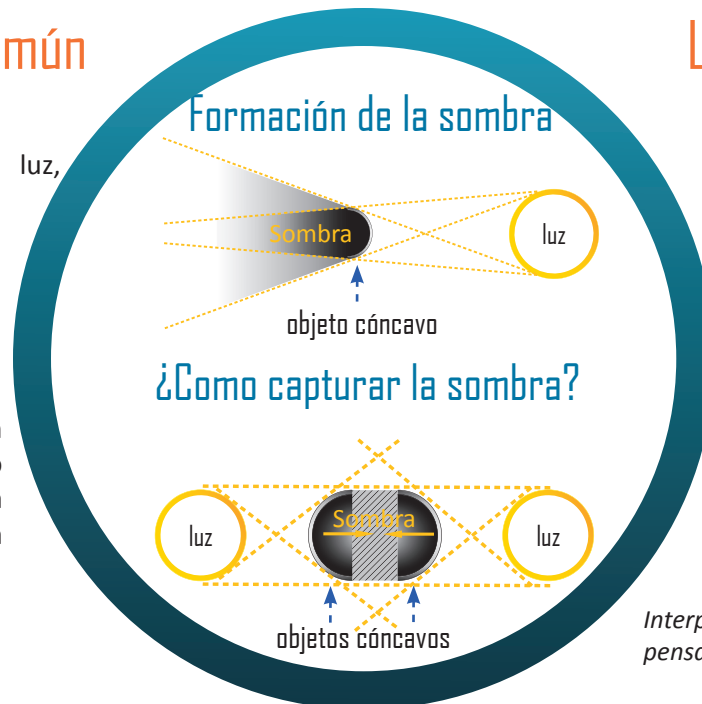 mún
L
Formación de la sombra
luz,
Sombra
luz
objeto cóncavo
¿Como capturar la sombra?
luz
Sombra
luz
objetos cóncavos
Interp
pensa